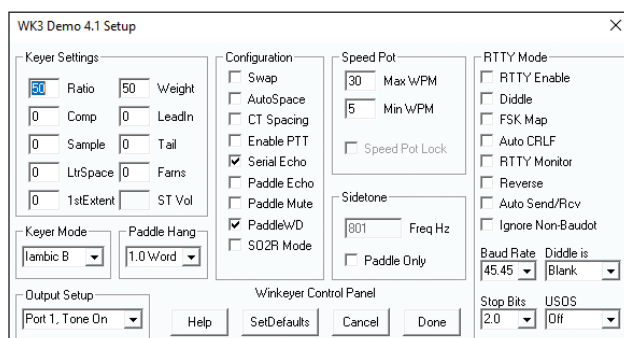 WK3 Demo 4.1 Setup
Keyer Settings
50 Ratio 50 Weight
0 Comp 0 LeadIn
0 Sample 0 Tail
0 LtrSpace 0 Farns
0 1stExtent ST Vol
Keyer Mode
Iambic B
Paddle Hang
1.0 Word
Output Setup
Port 1, Tone On
Configuration
Swap
AutoSpace
CT Spacing
Enable PTT
Serial Echo
Paddle Echo
Paddle Mute
PaddleWD
SO2R Mode
Speed Pot
30 Max WPM
5 Min WPM
Speed Pot Lock
Sidetone
801 Freq Hz
Paddle Only
Winkeyer Control Panel
Help
SetDefaults
Cancel
Done
RTTY Mode
RTTY Enable
Diddle
FSK Map
Auto CRLF
RTTY Monitor
Reverse
Auto Send/Rcv
Ignore Non-Baudot
Baud Rate Diddle is
45.45 Blank
Stop Bits USOS
2.0 Off